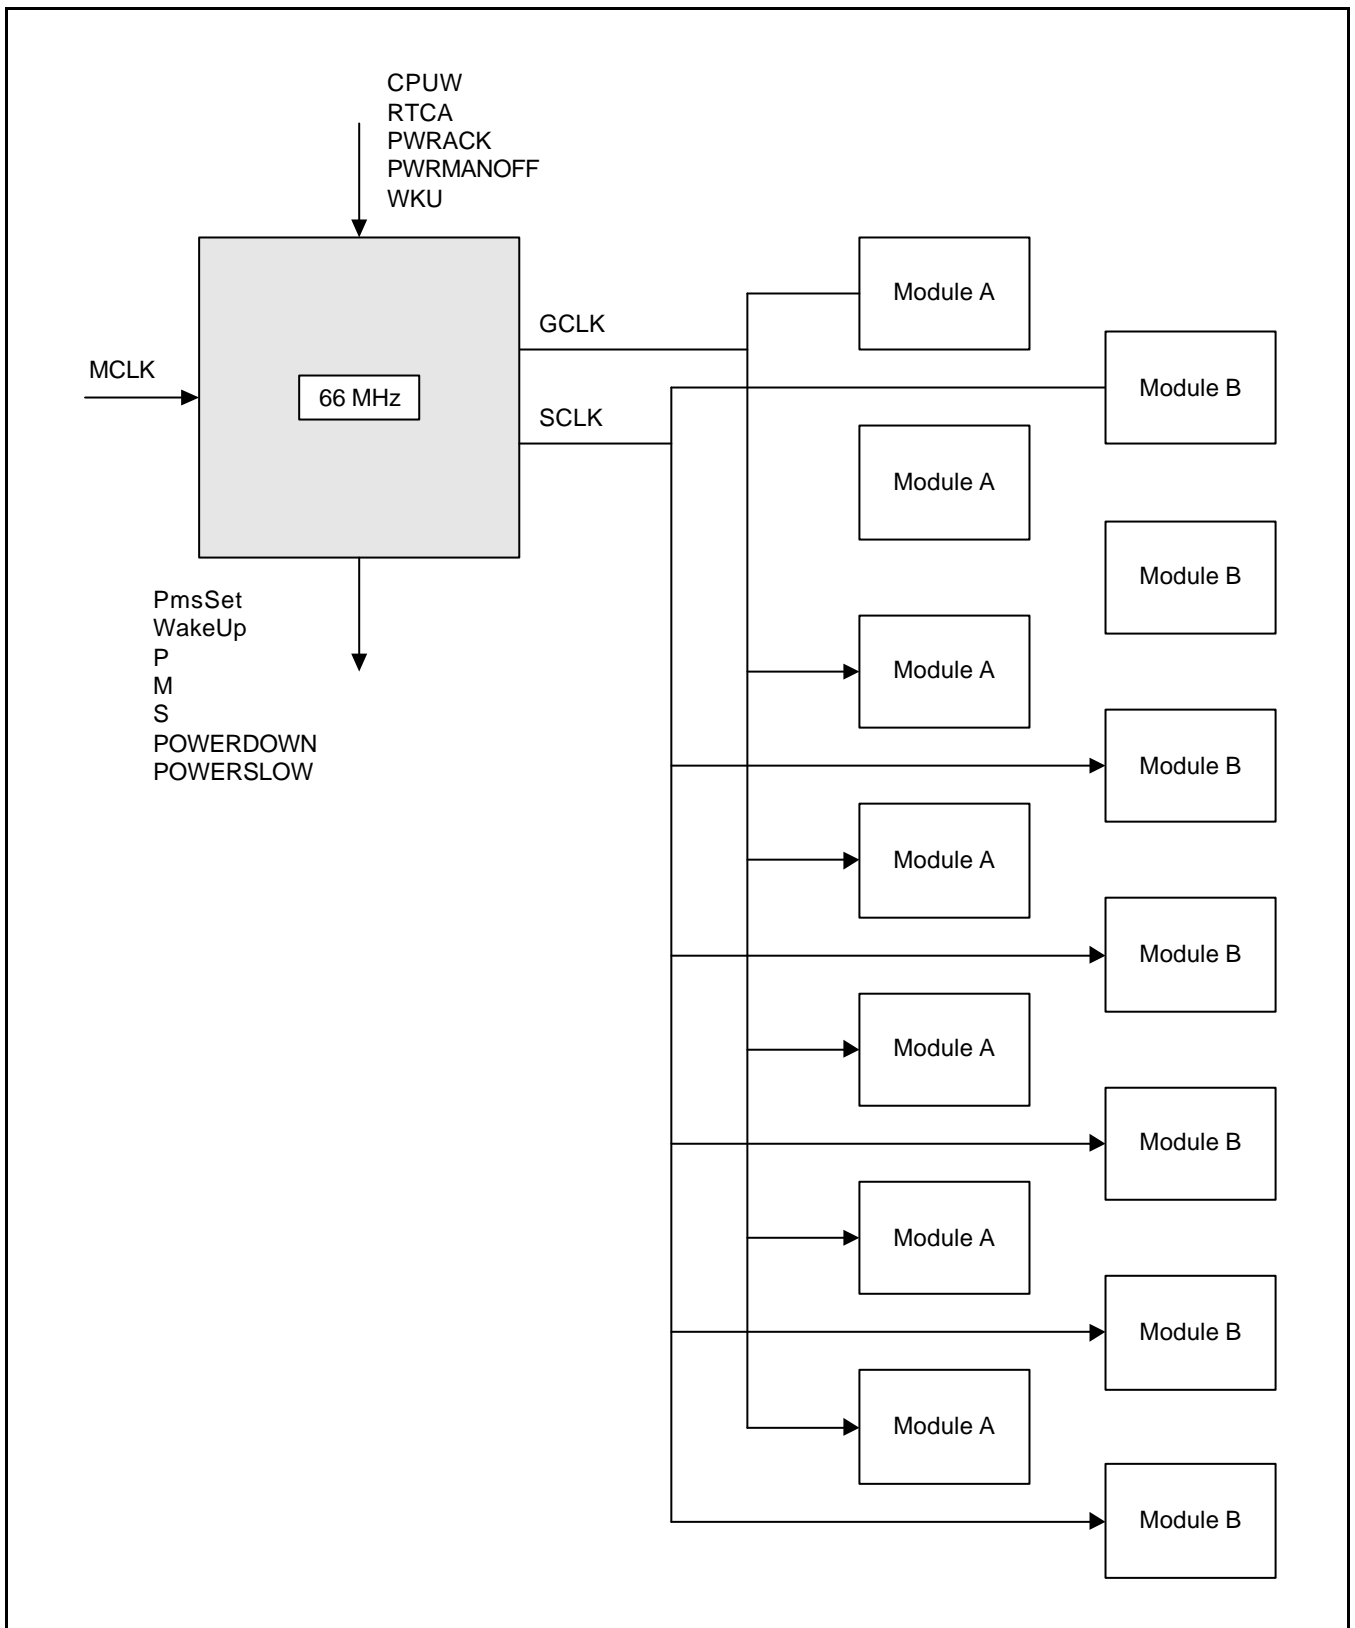 CPUW
RTCA
PWRACK
PWRMANOFF
WKU
MCLK
66 MHz
GCLK
SCLK
PmsSet
WakeUp
P
M
S
POWERDOWN
POWERSLOW
Module A
Module B
Module A
Module B
Module A
Module B
Module A
Module B
Module A
Module B
Module A
Module B
Module A
Module B